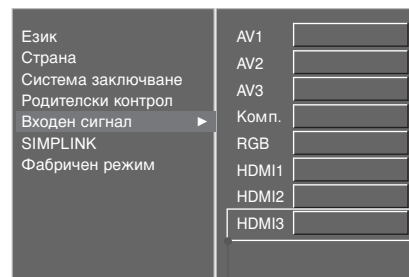 Език
Страна
Система заключване
Родителски контрол
Входен сигнал ►
SIMPLINK
Фабричен режим
AV1
AV2
AV3
Комп.
RGB
HDMI1
HDMI2
HDMI3